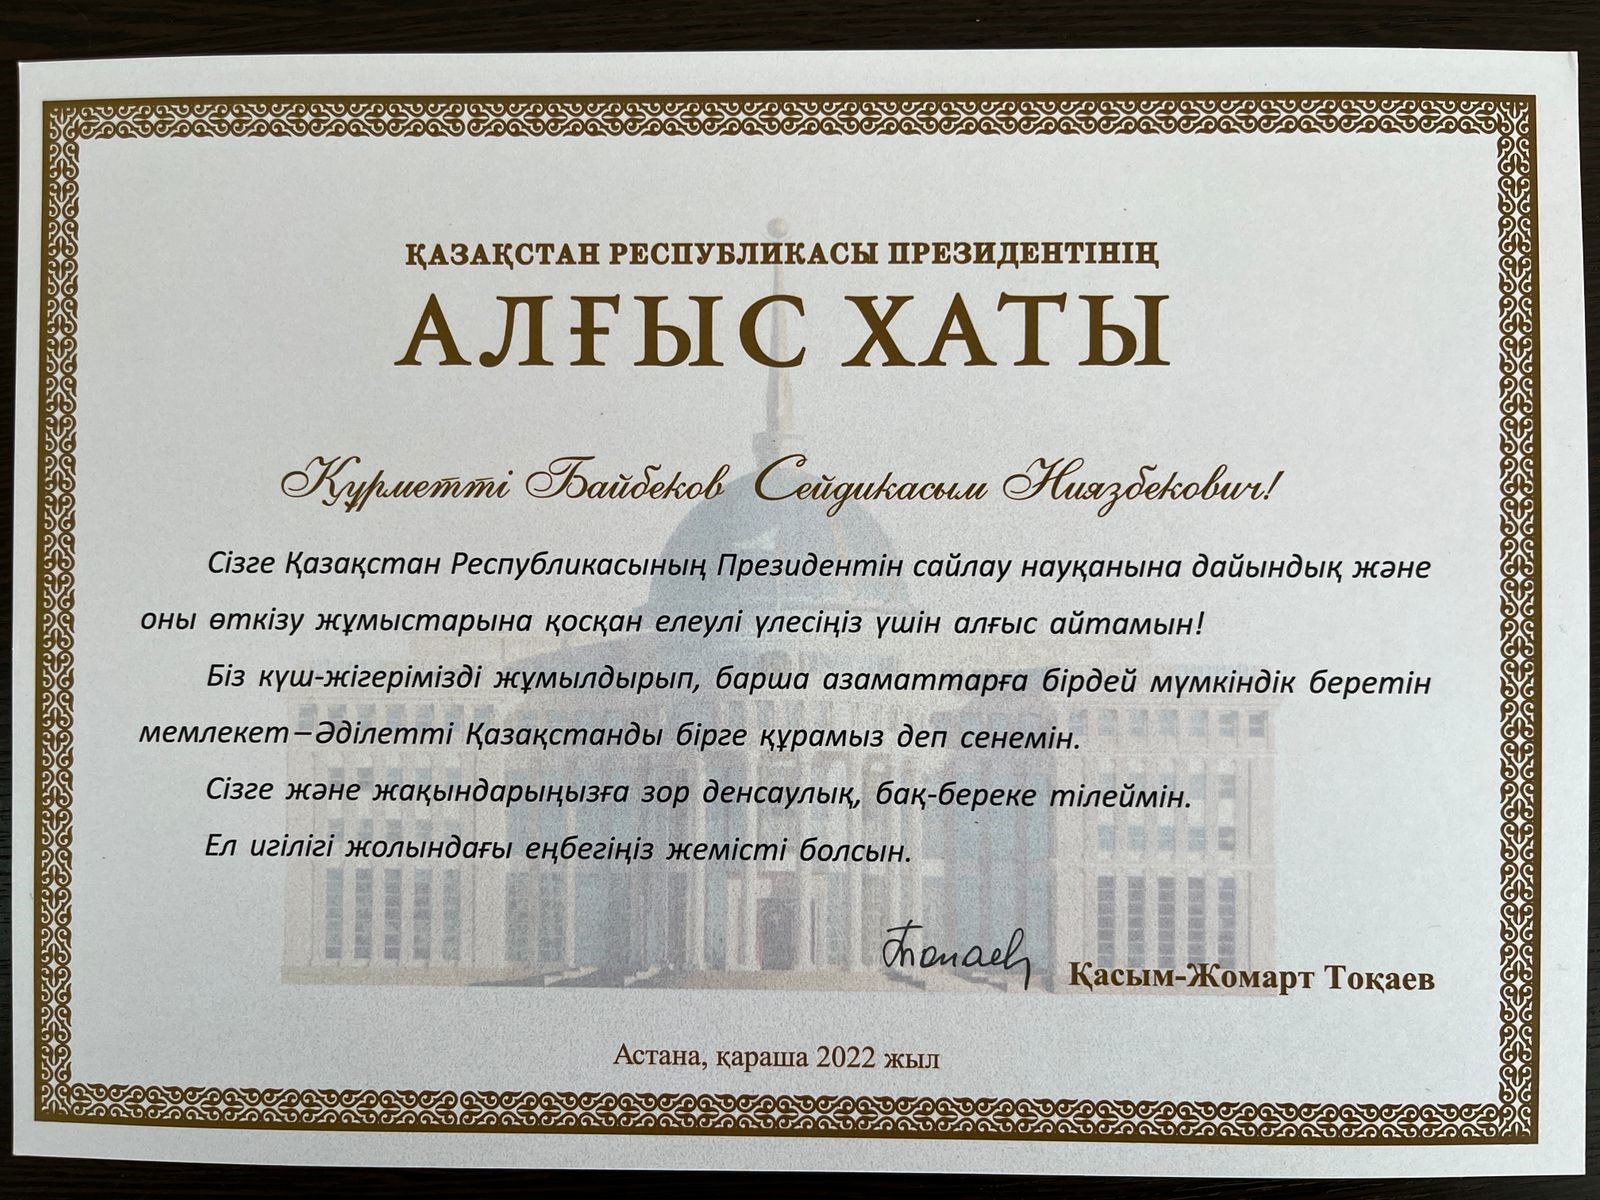 ҚАЗАҚСТАН РЕСПУБЛИКАСЫ ПРЕЗИДЕНТІНІҢ
АЛҒЫС ХАТЫ
Құрметті Байбеков Сейдикасым Ниязбекович!
Сізге Қазақстан Республикасының Президентін сайлау науқанына дайындық және
оны өткізу жұмыстарына қосқан елеулі үлесіңіз үшін алғыс айтамын!
Біз күш-жігерімізді жұмылдырып, барша азаматтарға бірдей мүмкіндік беретін
мемлекет–Әділетті Қазақстанды бірге құрамыз деп сенемін.
Сізге және жақындарыңызға зор денсаулық, бақ-береке тілеймін.
Ел игілігі жолындағы еңбегіңіз жемісті болсын.
Тоқаев
Қасым-Жомарт Тоқаев
Астана, қараша 2022 жыл